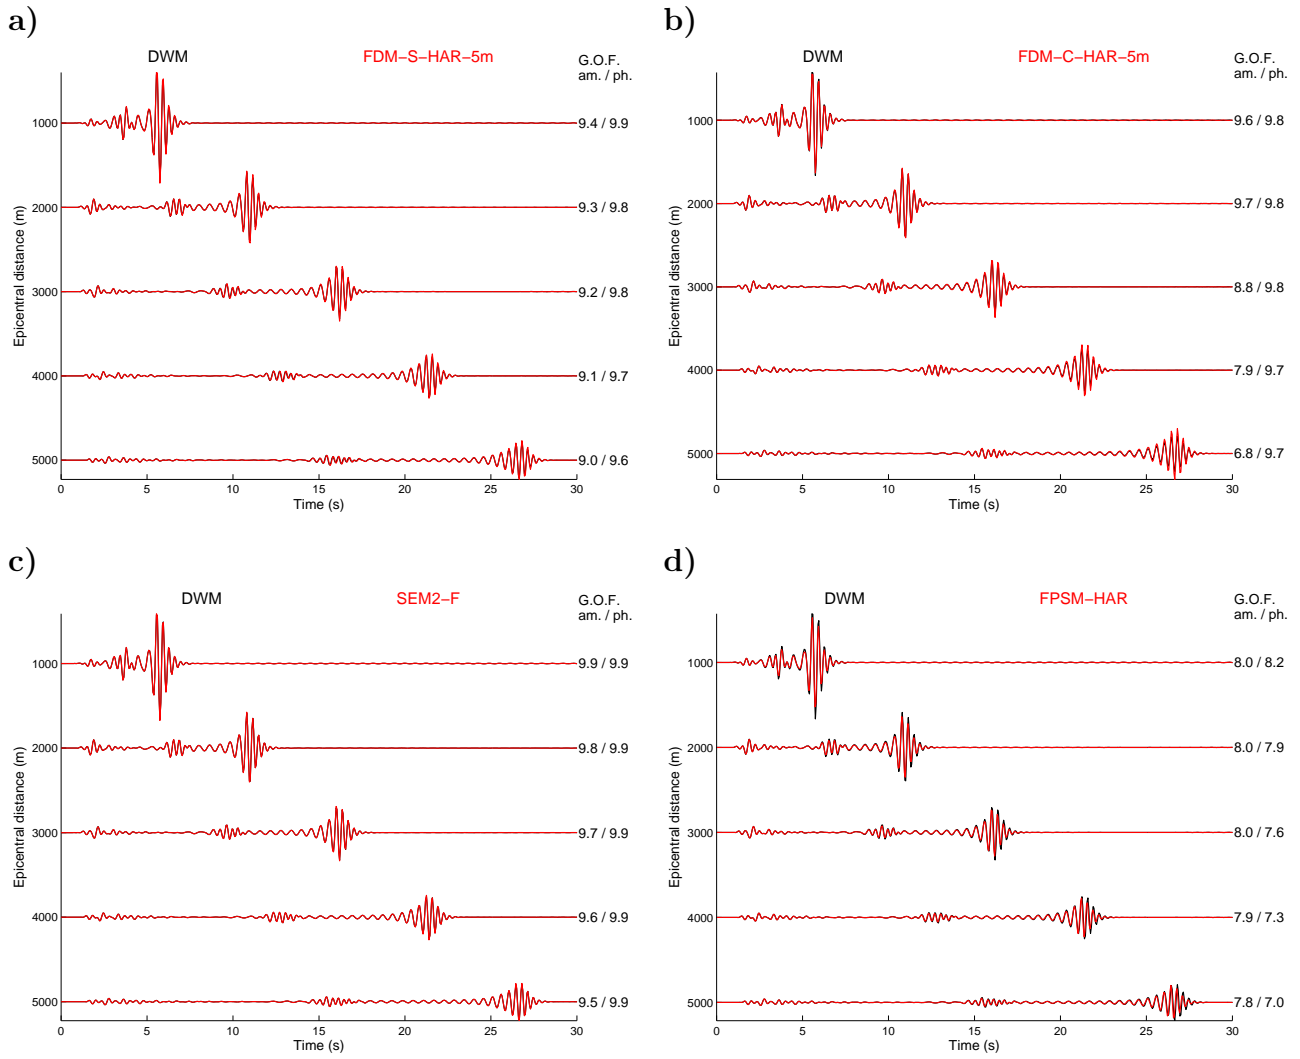 a)
DWM
FDM-S-HAR-5m
G.O.F.
am. / ph.
1000
9.4 / 9.9
2000
9.3 / 9.8
3000
9.2 / 9.8
4000
9.1 / 9.7
5000
9.0 / 9.6
Epicentral distance (m)
0 5 10 15 20 25 30
Time (s)
b)
DWM
FDM-C-HAR-5m
G.O.F.
am. / ph.
1000
9.6 / 9.8
2000
9.7 / 9.8
3000
8.8 / 9.8
4000
7.9 / 9.7
5000
6.8 / 9.7
Epicentral distance (m)
0 5 10 15 20 25 30
Time (s)
c)
DWM
SEM2-F
G.O.F.
am. / ph.
1000
9.9 / 9.9
2000
9.8 / 9.9
3000
9.7 / 9.9
4000
9.6 / 9.9
5000
9.5 / 9.9
Epicentral distance (m)
0 5 10 15 20 25 30
Time (s)
d)
DWM
FPSM-HAR
G.O.F.
am. / ph.
1000
8.0 / 8.2
2000
8.0 / 7.9
3000
8.0 / 7.6
4000
7.9 / 7.3
5000
7.8 / 7.0
Epicentral distance (m)
0 5 10 15 20 25 30
Time (s)